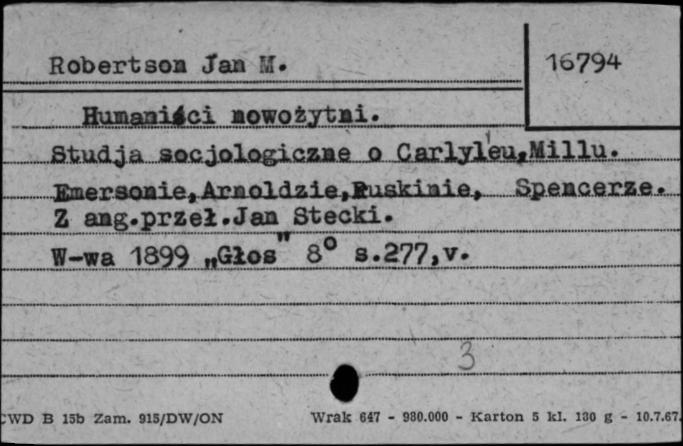 Robertson Jan M.
16794
Humaniści nowożytni.
Studja socjologiczne o Carlyleu,Millu.
Emersonie,Arnoldzie,Ruskinie, Spencerze.
Z ang.przeł.Jan Stecki.
W-wa 1899 „Głos" 8° s.277,v.
3
CWD B 15b Zam. 915/DW/ON
Wrak 647 - 980.000 - Karton 5 kl. 130 g - 10.7.67.